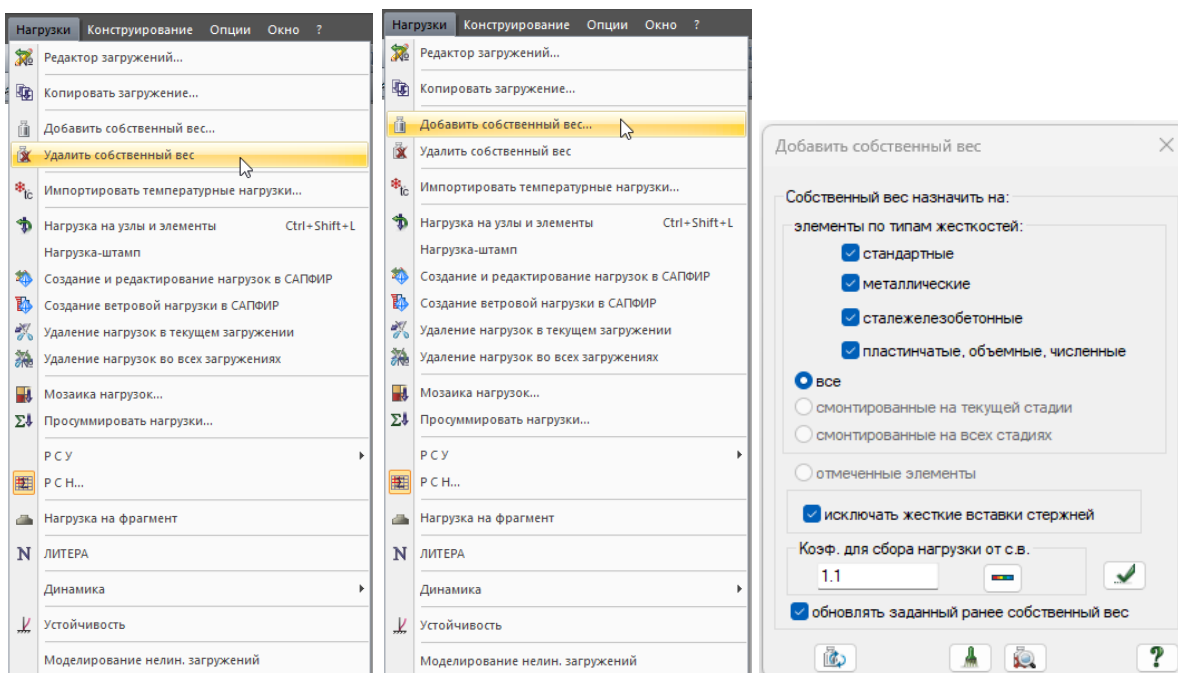 Нагрузки Конструирование Опции Окно ?
Редактор загружений...
Копировать загружение...
Добавить собственный вес...
Удалить собственный вес
Импортировать температурные нагрузки...
Нагрузка на узлы и элементы Ctrl+Shift+L
Нагрузка-штамп
Создание и редактирование нагрузок в САПФИР
Создание ветровой нагрузки в САПФИР
Удаление нагрузок в текущем загружении
Удаление нагрузок во всех загружениях
Мозаика нагрузок...
Просуммировать нагрузки...
Р С У
Р С Н...
Нагрузка на фрагмент
N ЛИТЕРА
Динамика
Устойчивость
Моделирование нелин. загружений
Нагрузки Конструирование Опции Окно ?
Редактор загружений...
Копировать загружение...
Добавить собственный вес...
Удалить собственный вес
Импортировать температурные нагрузки...
Нагрузка на узлы и элементы Ctrl+Shift+L
Нагрузка-штамп
Создание и редактирование нагрузок в САПФИР
Создание ветровой нагрузки в САПФИР
Удаление нагрузок в текущем загружении
Удаление нагрузок во всех загружениях
Мозаика нагрузок...
Просуммировать нагрузки...
Р С У
Р С Н...
Нагрузка на фрагмент
N ЛИТЕРА
Динамика
Устойчивость
Моделирование нелин. загружений
Добавить собственный вес
Собственный вес назначить на:
элементы по типам жесткостей:
стандартные
металлические
сталежелезобетонные
пластинчатые, объемные, численные
все
смонтированные на текущей стадии
смонтированные на всех стадиях
отмеченные элементы
исключать жесткие вставки стержней
Коэф. для сбора нагрузки от с.в.
1.1
обновлять заданный ранее собственный вес
?